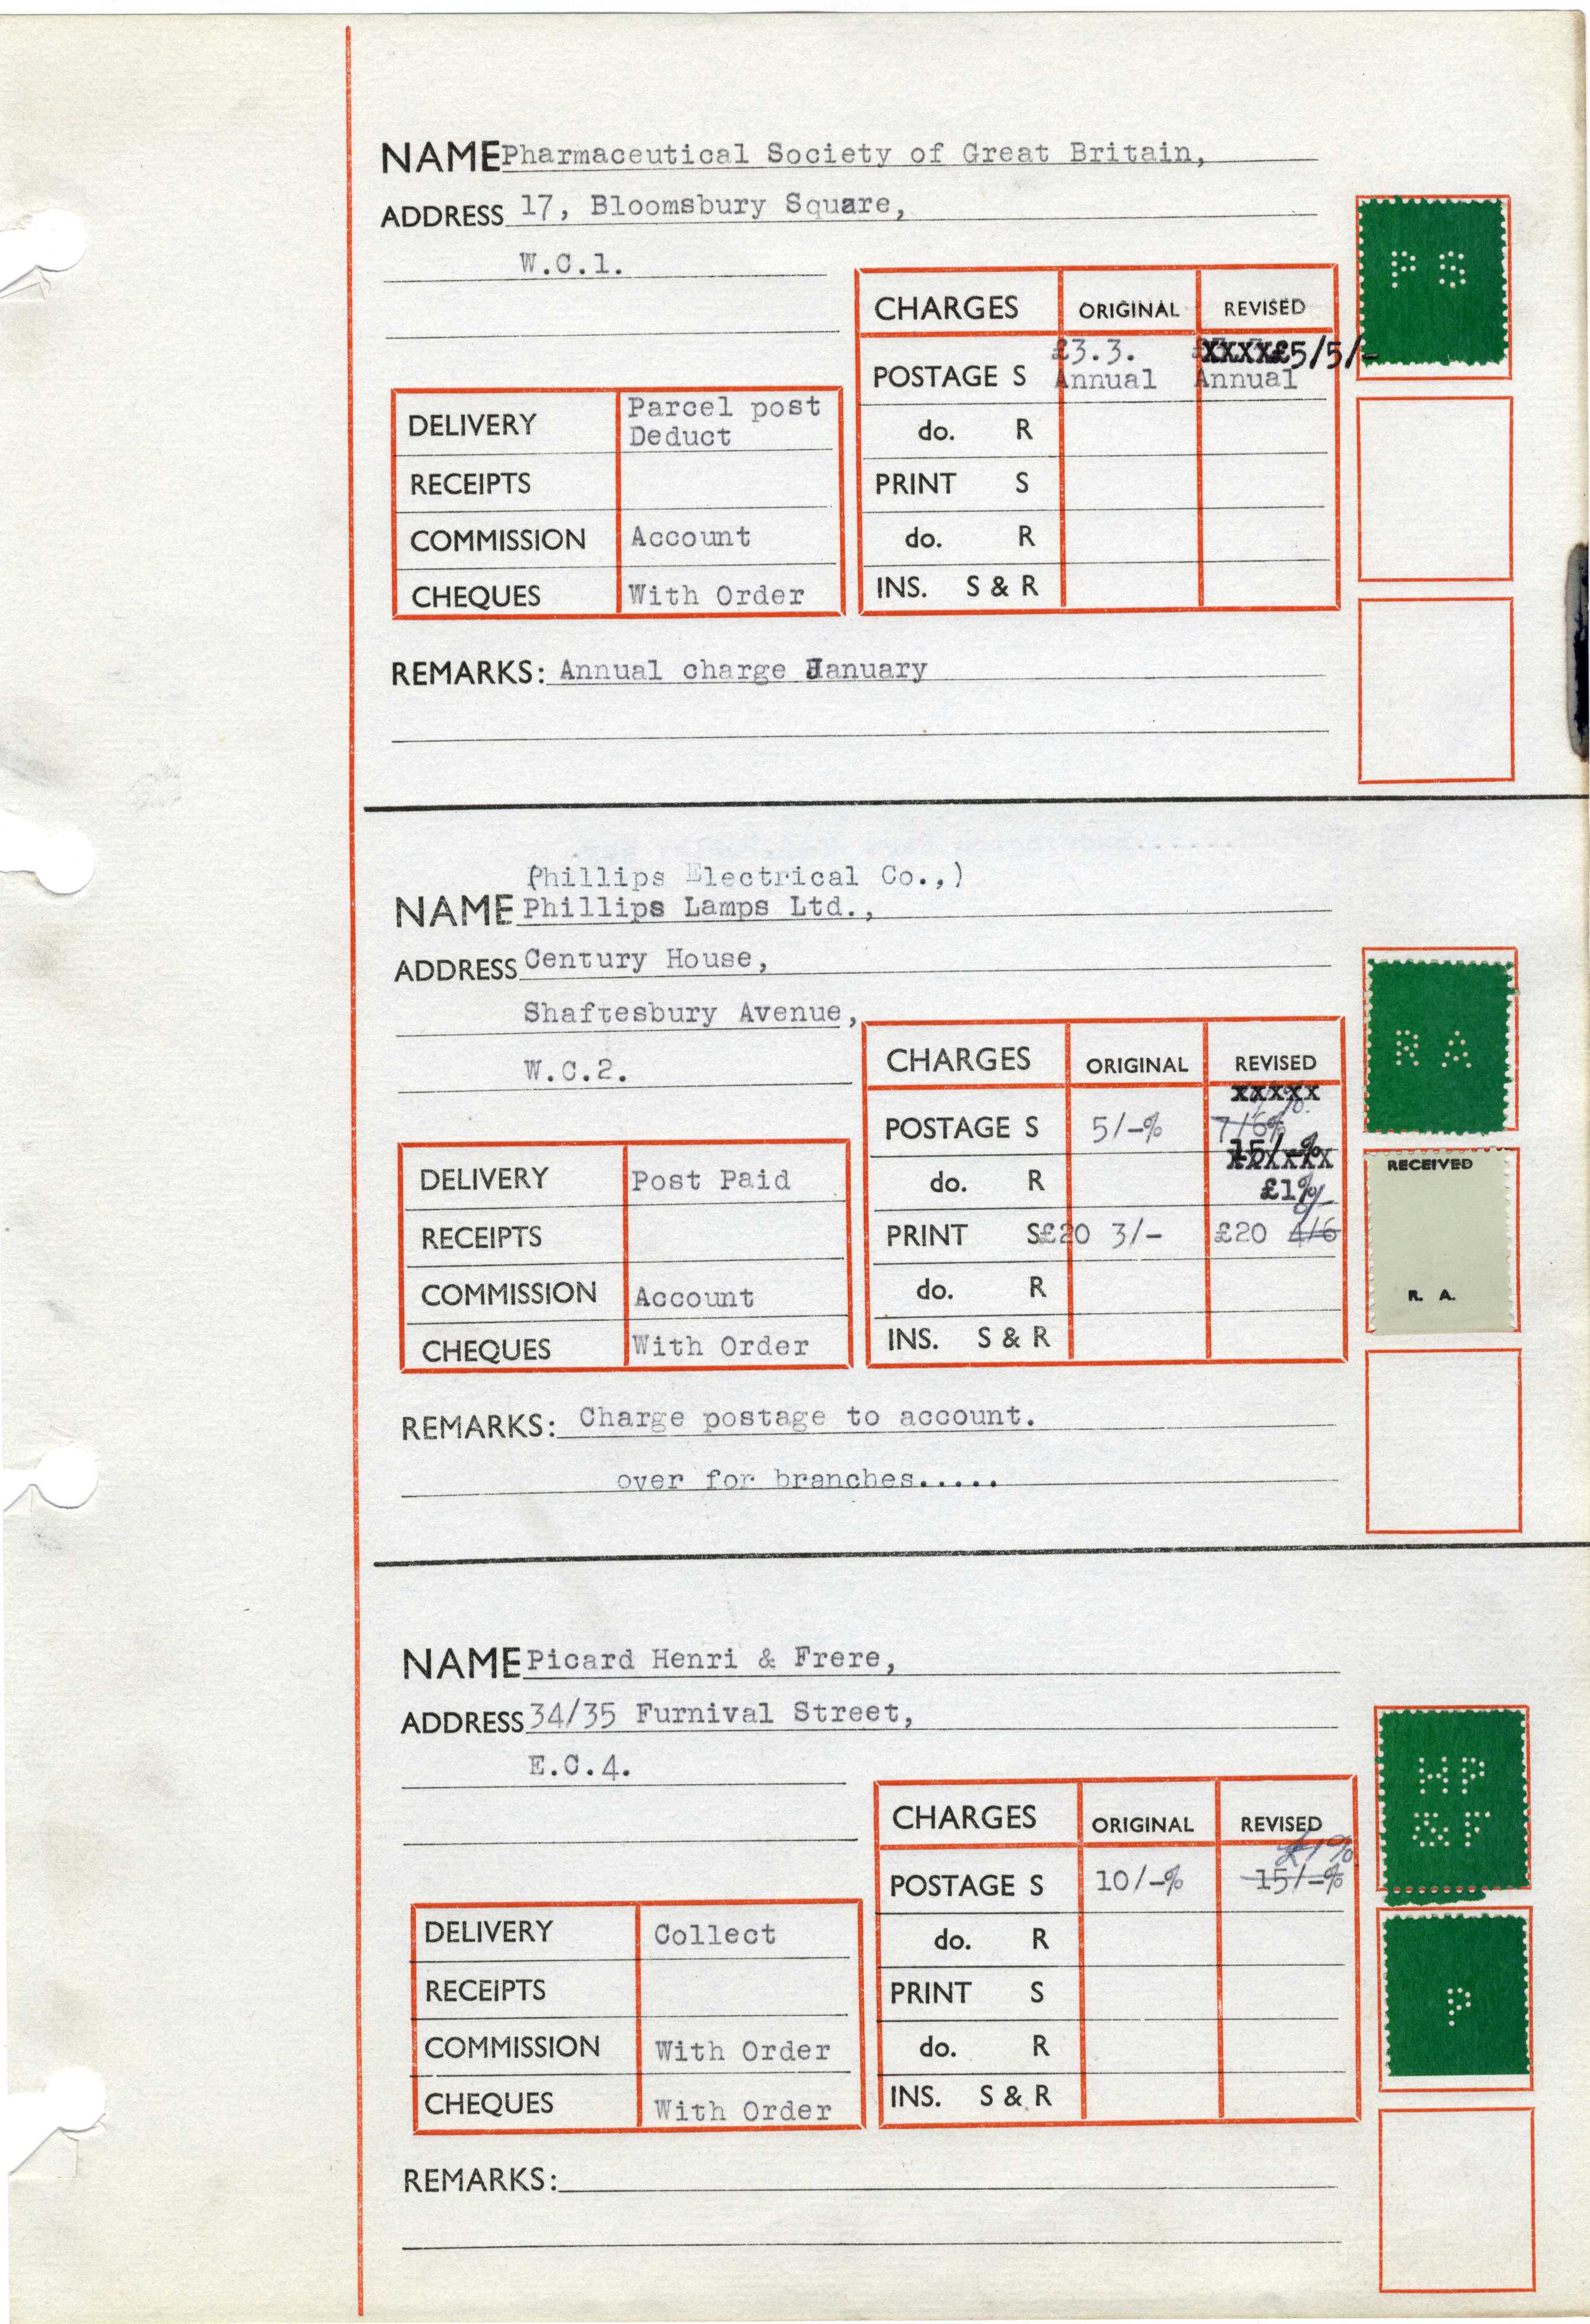 NAME Pharmaceutical Society of Great Britain,
ADDRESS 17, Bloomsbury Square,
W.C.1.
P S
CHARGES ORIGINAL REVISED
POSTAGE S £3.3. Annual XXXX£5/5/- Annual
do. R
PRINT S
do. R
INS. S & R
DELIVERY Parcel post Deduct
RECEIPTS
COMMISSION Account
CHEQUES With Order
REMARKS: Annual charge January
(Phillips Electrical Co.,)
NAME Phillips Lamps Ltd.,
ADDRESS Century House,
Shaftesbury Avenue,
W.C.2.
R A
CHARGES ORIGINAL REVISED
XXXXX
POSTAGE S 5/-% 7/6%
15/-%
XXXXXX
do. R £1%
PRINT S £20 3/- £20 4/6
do. R
INS. S & R
RECEIVED
R. A.
DELIVERY Post Paid
RECEIPTS
COMMISSION Account
CHEQUES With Order
REMARKS: Charge postage to account.
over for branches.....
NAME Picard Henri & Frere,
ADDRESS 34/35 Furnival Street,
E.C.4.
HP
&F
CHARGES ORIGINAL REVISED
£1%
POSTAGE S 10/-% 15/-%
do. R
PRINT S
do. R
INS. S & R
P
DELIVERY Collect
RECEIPTS
COMMISSION With Order
CHEQUES With Order
REMARKS: